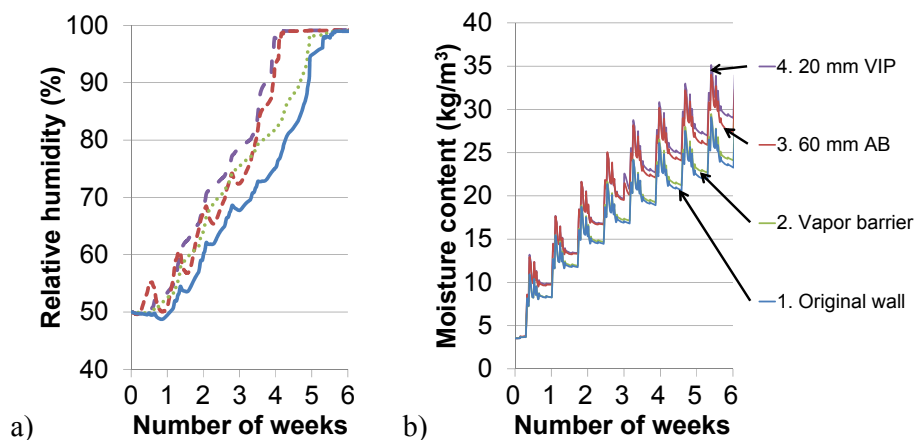 100
90
80
70
60
50
40
Relative humidity (%)
0 1 2 3 4 5 6
Number of weeks
a)
40
35
30
25
20
15
10
5
0
Moisture content (kg/m³)
0 1 2 3 4 5 6
Number of weeks
b)
4. 20 mm VIP
3. 60 mm AB
2. Vapor barrier
1. Original wall